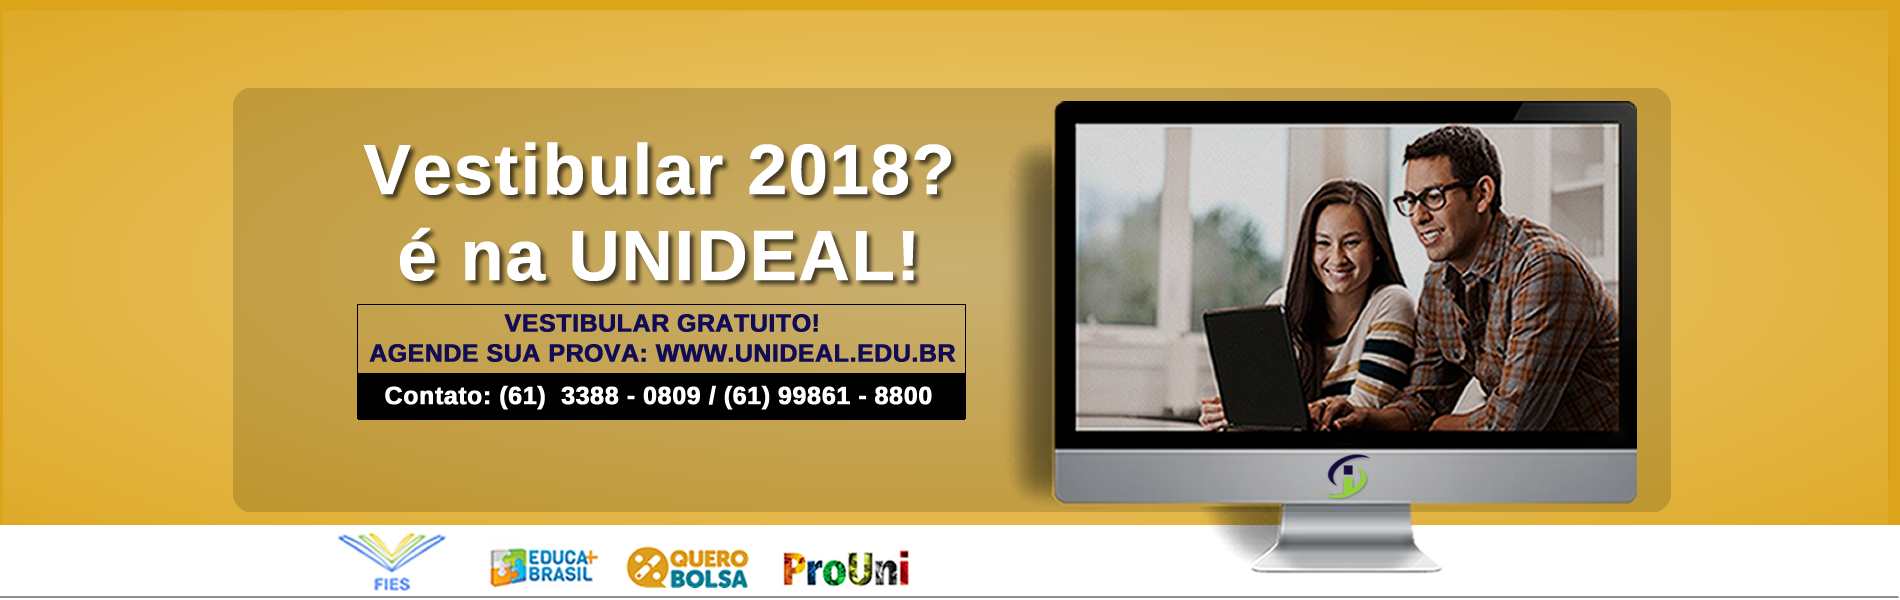 Vestibular 2018?
é na UNIDEAL!
VESTIBULAR GRATUITO!
AGENDE SUA PROVA: WWW.UNIDEAL.EDU.BR
Contato: (61)  3388 - 0809 / (61) 99861 - 8800
FIES
EDUCA+
BRASIL
QUERO
BOLSA
ProUni